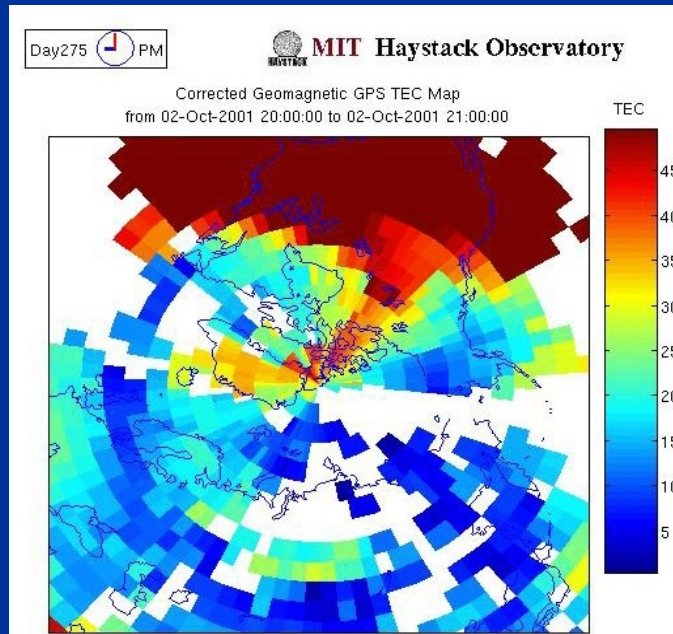 Day275 PM
HAYSTACK
MIT Haystack Observatory
Corrected Geomagnetic GPS TEC Map
from 02-Oct-2001 20:00:00 to 02-Oct-2001 21:00:00
TEC
45
40
35
30
25
20
15
10
5